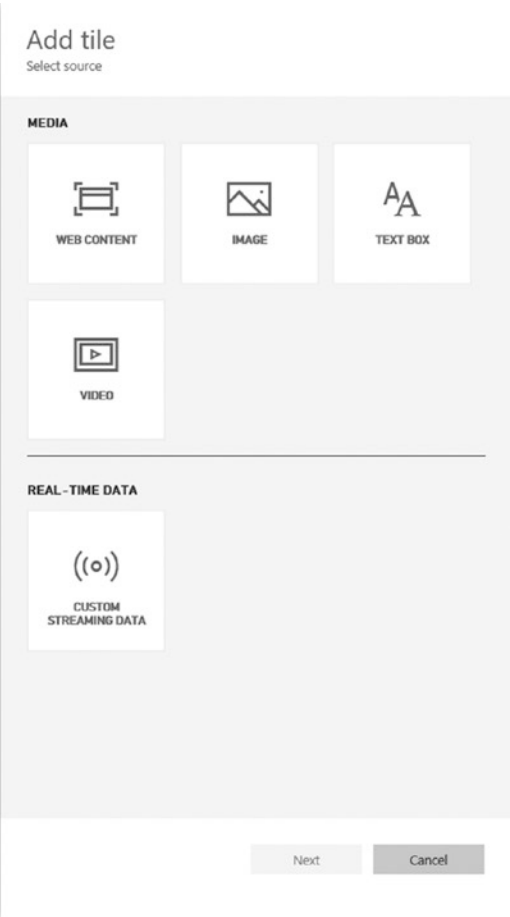 Add tile
Select source
MEDIA
WEB CONTENT
IMAGE
AA
TEXT BOX
VIDEO
REAL-TIME DATA
CUSTOM
STREAMING DATA
Next
Cancel